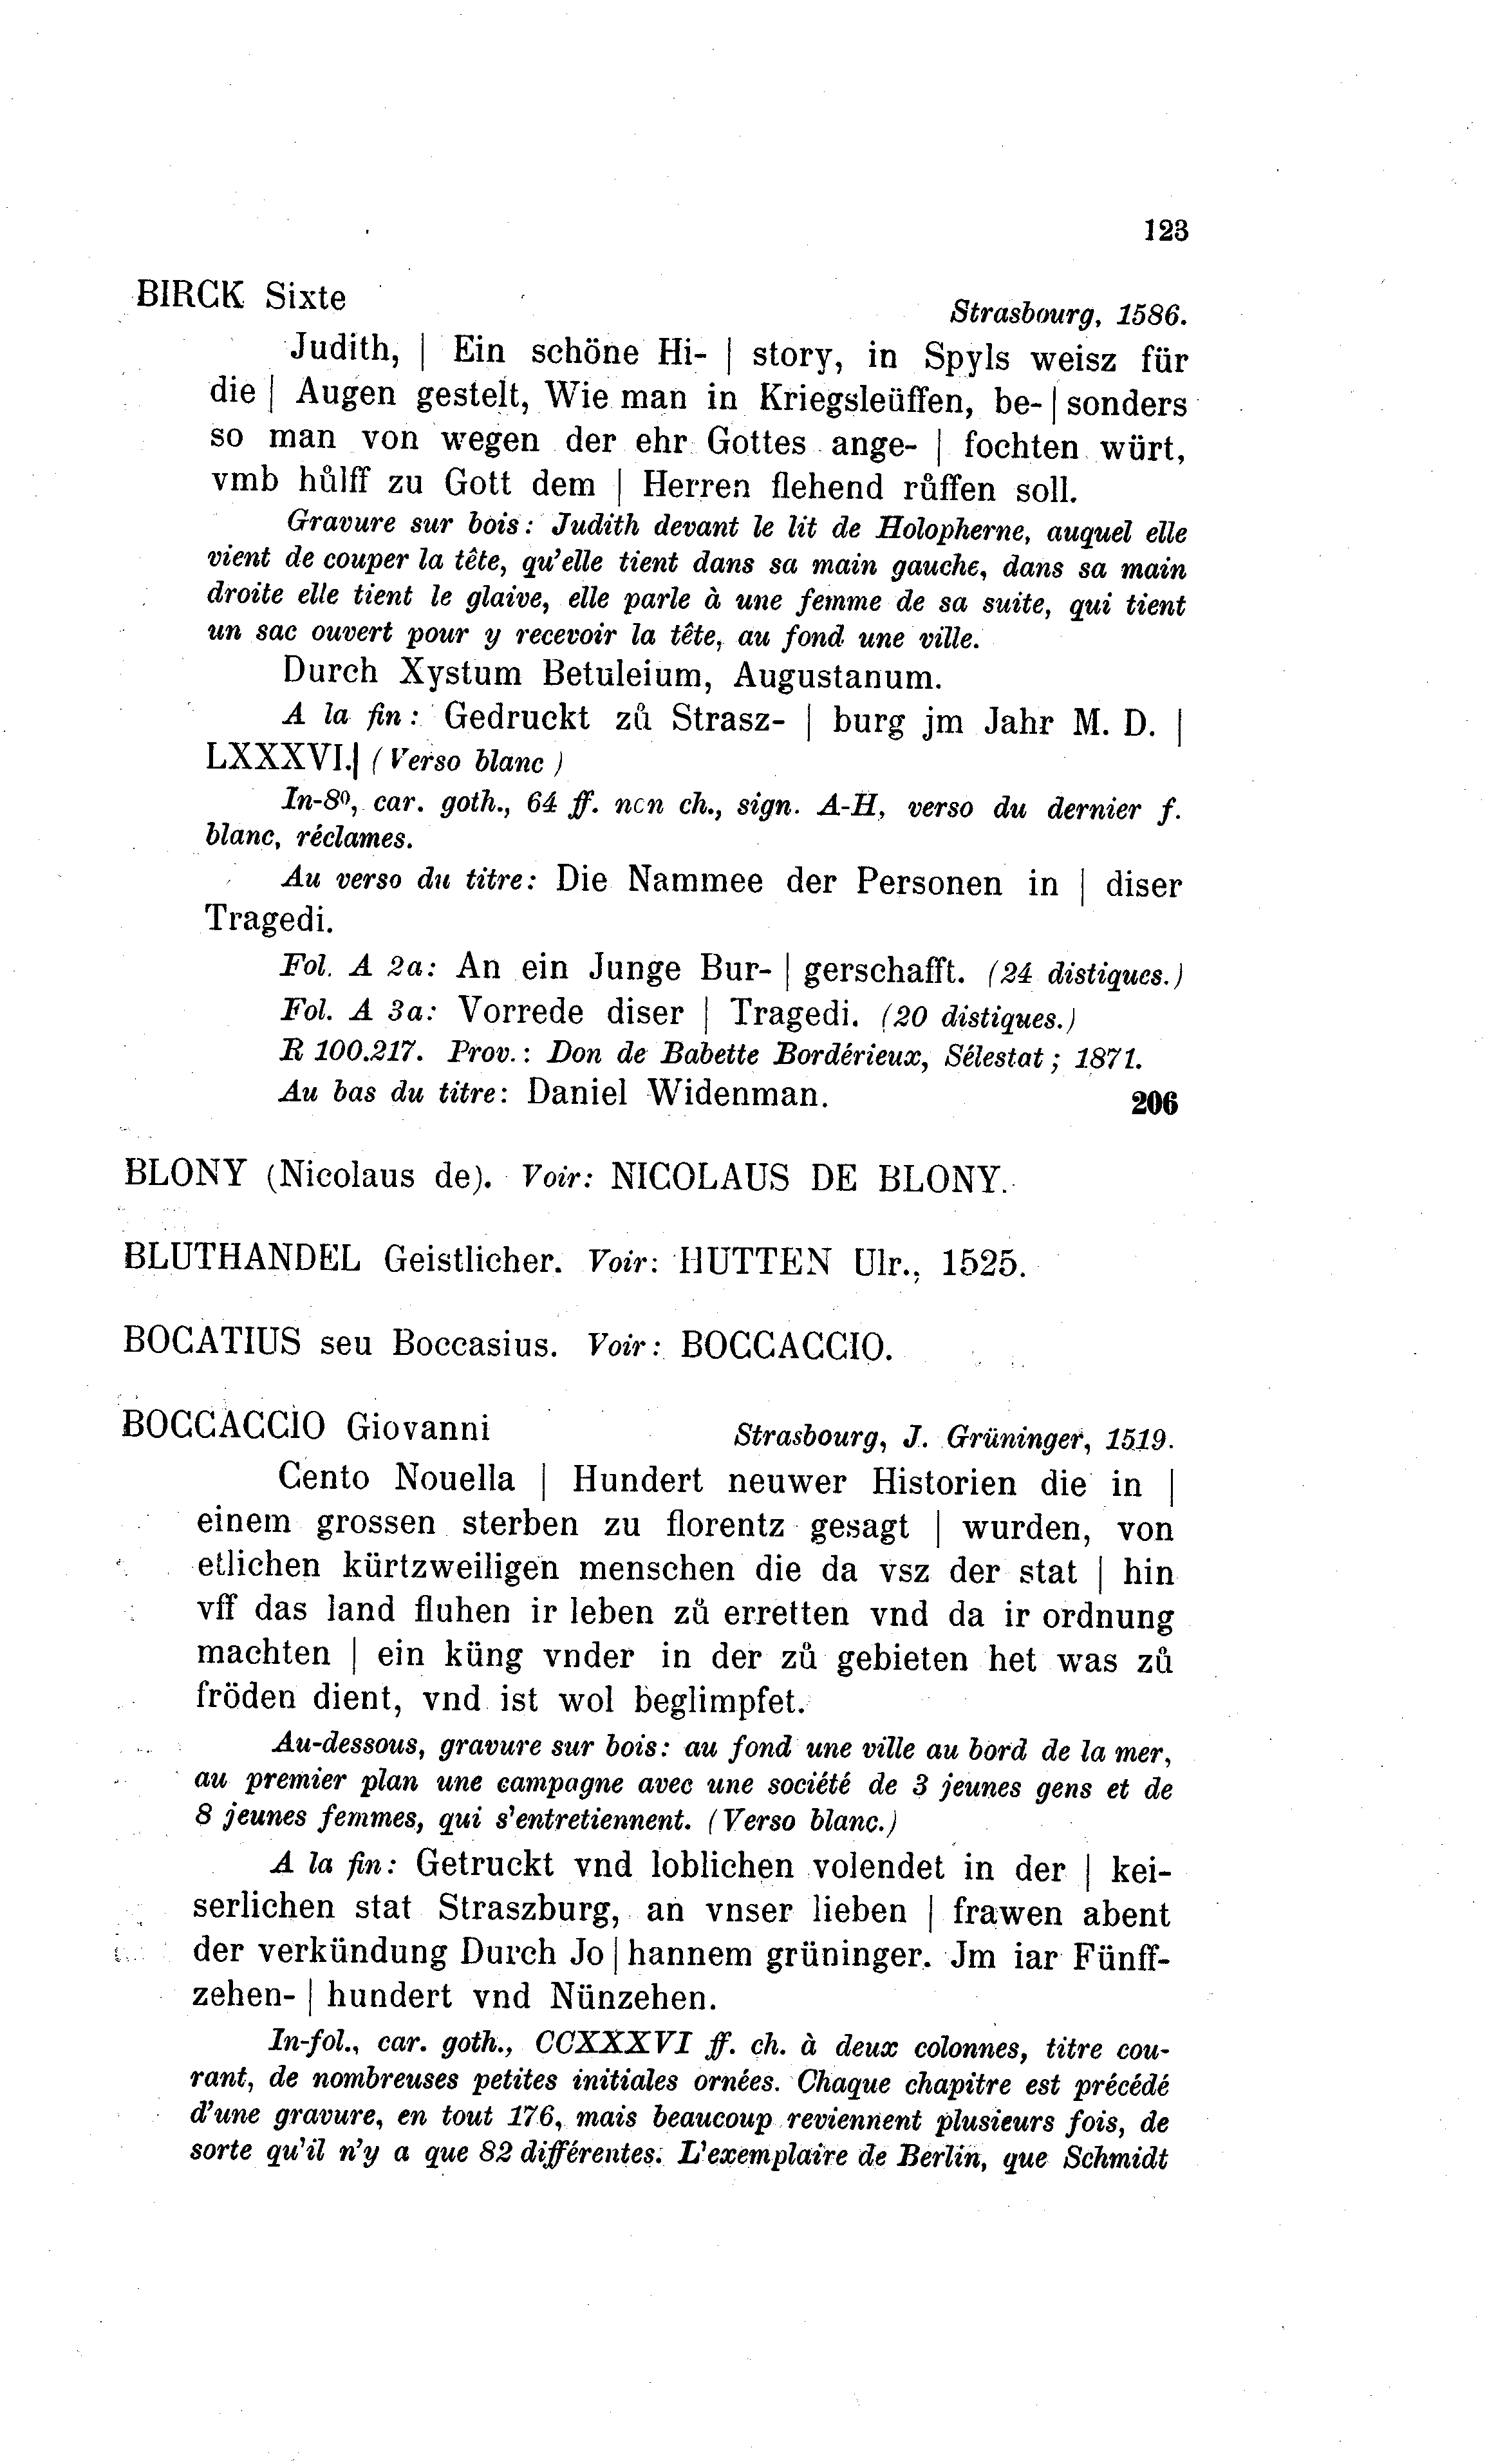 123
BIRCK Sixte
Strasbourg, 1586.
Judith, | Ein schöne Hi- | story, in Spyls weisz für
die | Augen gestelt, Wie man in Kriegsleüffen, be- | sonders
so man von wegen der ehr Gottes ange- | fochten würt,
vmb hůlff zu Gott dem | Herren flehend růffen soll.
Gravure sur bois: Judith devant le lit de Holopherne, auquel elle
vient de couper la tête, qu'elle tient dans sa main gauche, dans sa main
droite elle tient le glaive, elle parle à une femme de sa suite, qui tient
un sac ouvert pour y recevoir la tête, au fond une ville.
Durch Xystum Betuleium, Augustanum.
A la fin: Gedruckt zů Strasz- | burg jm Jahr M. D. |
LXXXVI.| (Verso blanc)
In-8º, car. goth., 64 ff. non ch., sign. A-H, verso du dernier f.
blanc, réclames.
Au verso du titre: Die Nammee der Personen in | diser
Tragedi.
Fol. A 2a: An ein Junge Bur- | gerschafft. (24 distiques.)
Fol. A 3a: Vorrede diser | Tragedi. (20 distiques.)
R 100.217. Prov.: Don de Babette Bordérieux, Sélestat; 1871.
Au bas du titre: Daniel Widenman. 206
BLONY (Nicolaus de). Voir: NICOLAUS DE BLONY.
BLUTHANDEL Geistlicher. Voir: HUTTEN Ulr., 1525.
BOCATIUS seu Boccasius. Voir: BOCCACCIO.
BOCCACCIO Giovanni
Strasbourg, J. Grüninger, 1519.
Cento Nouella | Hundert neuwer Historien die in |
einem grossen sterben zu florentz gesagt | wurden, von
etlichen kürtzweiligen menschen die da vsz der stat | hin
vff das land fluhen ir leben zů erretten vnd da ir ordnung
machten | ein küng vnder in der zů gebieten het was zů
fröden dient, vnd ist wol beglimpfet.
Au-dessous, gravure sur bois: au fond une ville au bord de la mer,
au premier plan une campagne avec une société de 3 jeunes gens et de
8 jeunes femmes, qui s'entretiennent. (Verso blanc.)
A la fin: Getruckt vnd loblichen volendet in der | kei-
serlichen stat Straszburg, an vnser lieben | frawen abent
der verkündung Durch Jo | hannem grüninger. Jm iar Fünff-
zehen- | hundert vnd Nünzehen.
In-fol., car. goth., CCXXXVI ff. ch. à deux colonnes, titre cou-
rant, de nombreuses petites initiales ornées. Chaque chapitre est précédé
d'une gravure, en tout 176, mais beaucoup reviennent plusieurs fois, de
sorte qu'il n'y a que 82 différentes. L'exemplaire de Berlin, que Schmidt